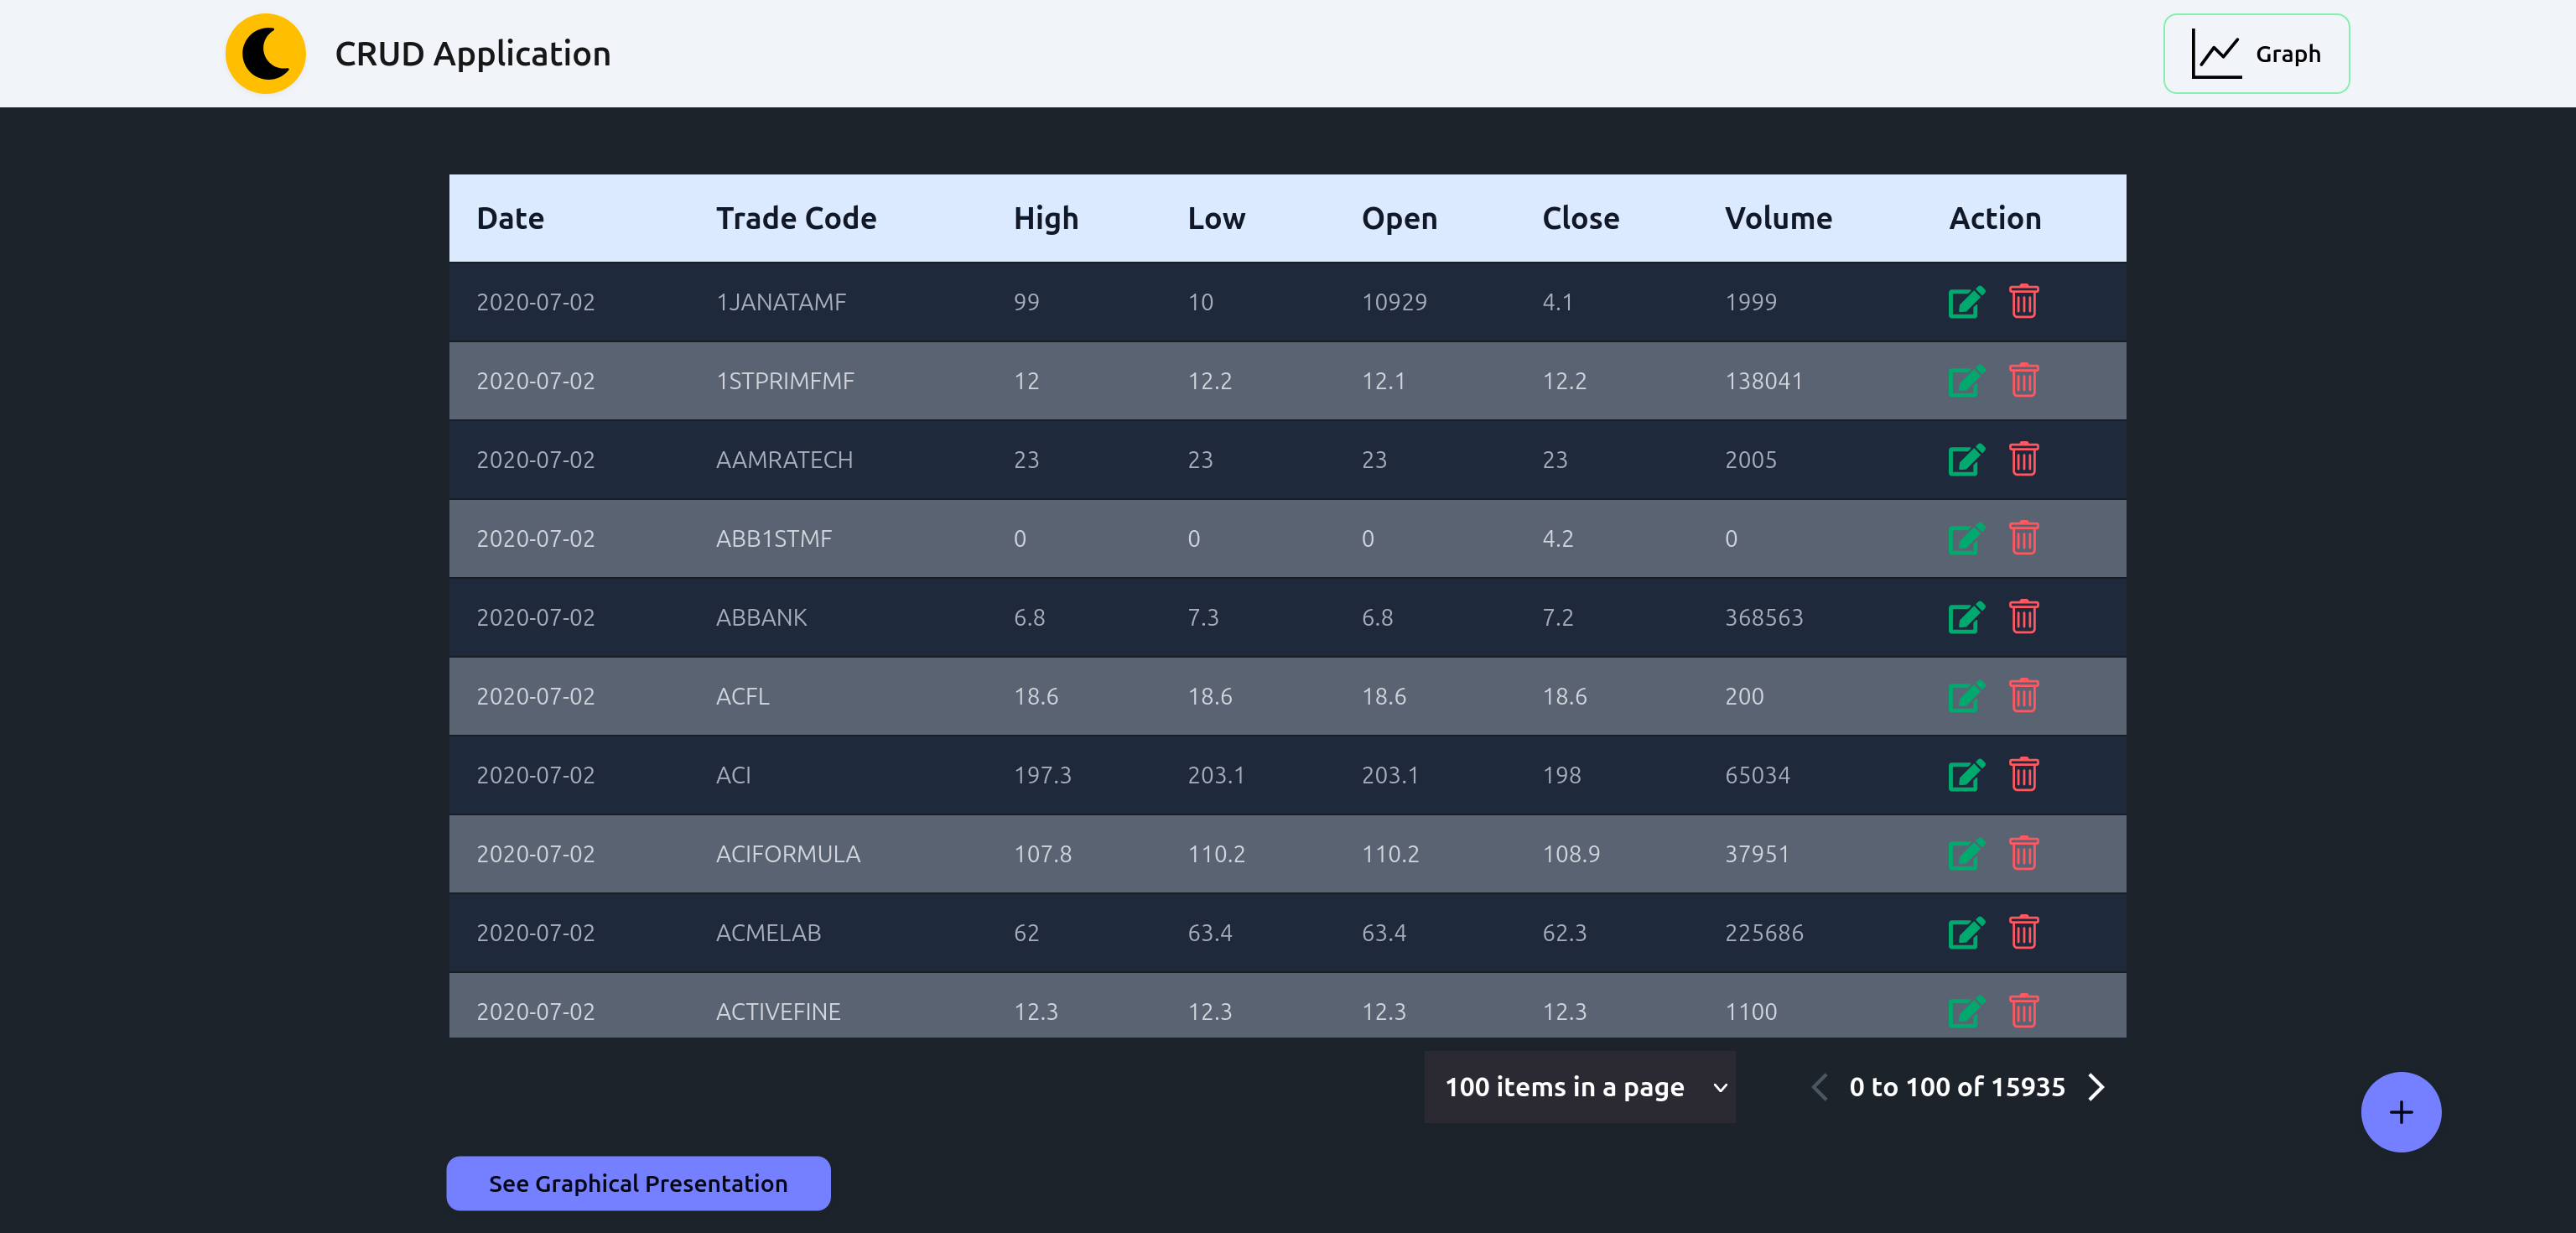 CRUD Application
Graph
Date Trade Code High Low Open Close Volume Action
2020-07-02 1JANATAMF 99 10 10929 4.1 1999
2020-07-02 1STPRIMFMF 12 12.2 12.1 12.2 138041
2020-07-02 AAMRATECH 23 23 23 23 2005
2020-07-02 ABB1STMF 0 0 0 4.2 0
2020-07-02 ABBANK 6.8 7.3 6.8 7.2 368563
2020-07-02 ACFL 18.6 18.6 18.6 18.6 200
2020-07-02 ACI 197.3 203.1 203.1 198 65034
2020-07-02 ACIFORMULA 107.8 110.2 110.2 108.9 37951
2020-07-02 ACMELAB 62 63.4 63.4 62.3 225686
2020-07-02 ACTIVEFINE 12.3 12.3 12.3 12.3 1100
100 items in a page
0 to 100 of 15935
+
See Graphical Presentation